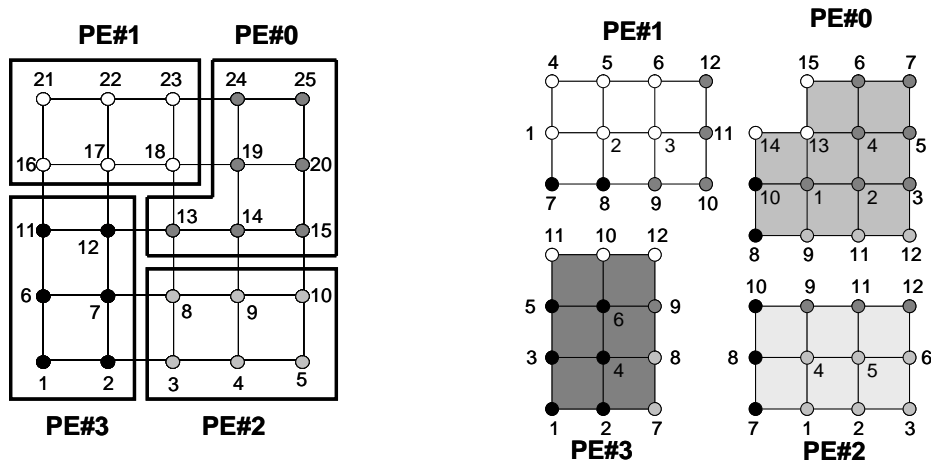 PE#1 PE#0
21 22 23 24 25
16 17 18 19 20
11 12 13 14 15
6 7 8 9 10
1 2 3 4 5
PE#3 PE#2
PE#1
4 5 6 12
1 2 3 11
7 8 9 10
PE#0
15 6 7
14 13 4 5
10 1 2 3
8 9 11 12
11 10 12
5 6 9
3 4 8
1 2 7
PE#3
10 9 11 12
8 4 5 6
7 1 2 3
PE#2